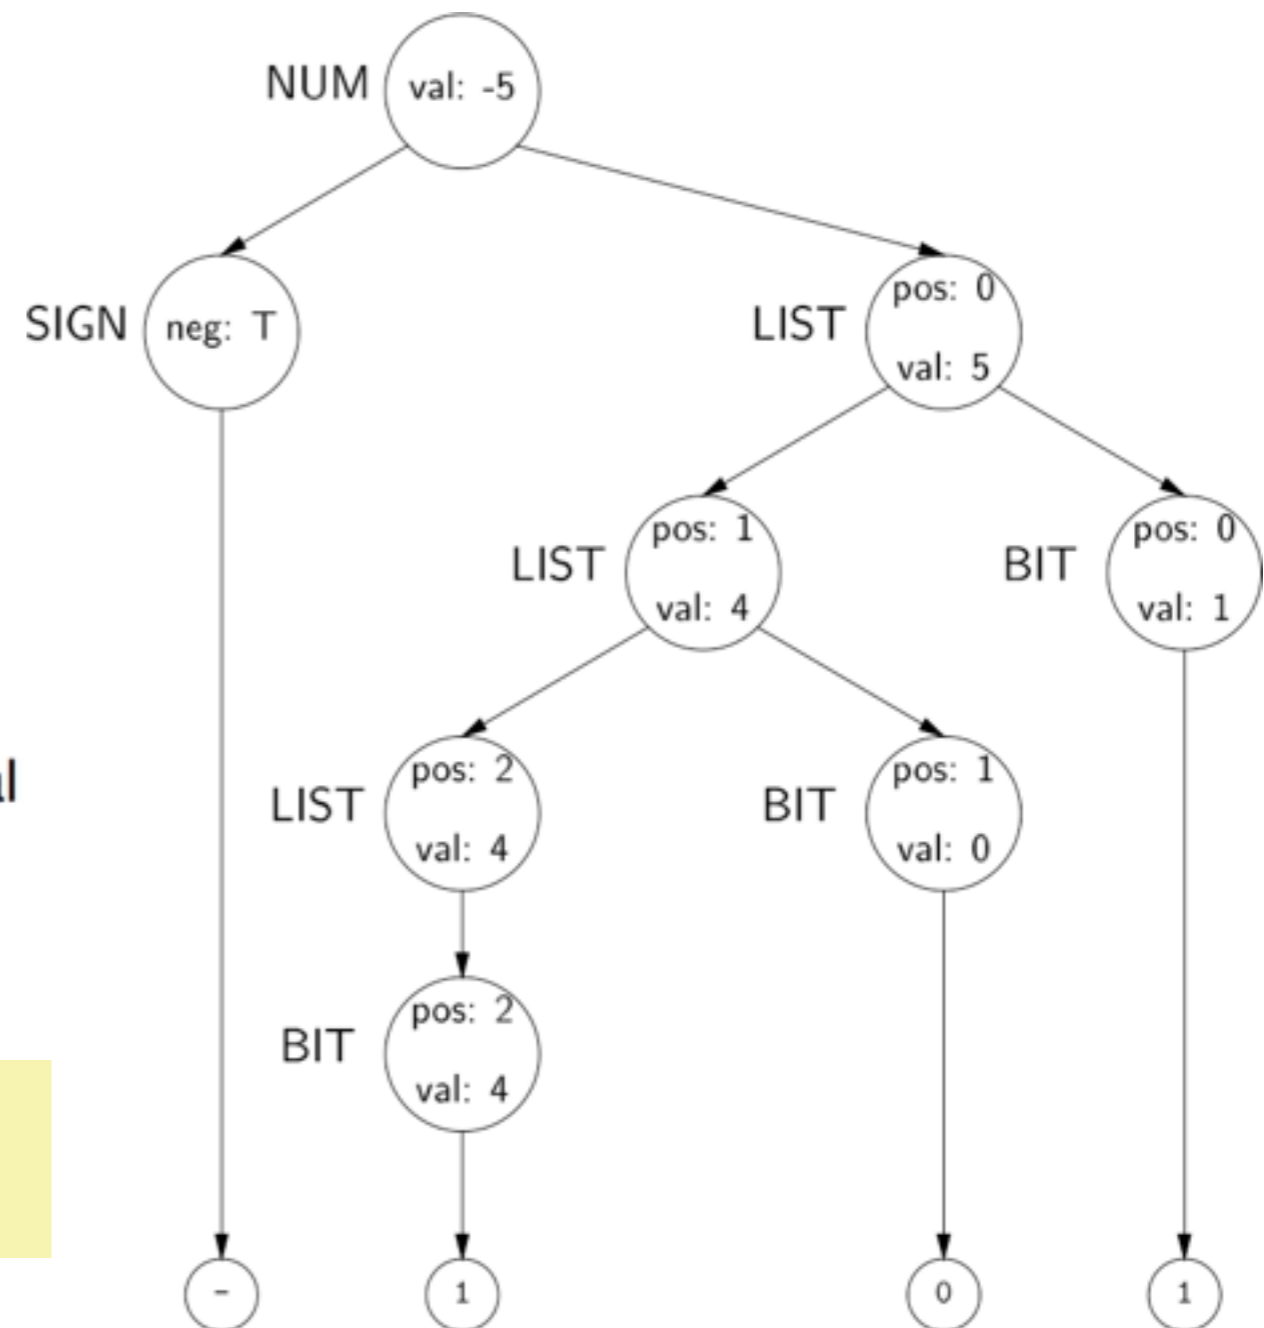 NUM val: -5
SIGN neg: T
LIST pos: 0
val: 5
LIST pos: 1
val: 4
BIT pos: 0
val: 1
LIST pos: 2
val: 4
BIT pos: 1
val: 0
BIT pos: 2
val: 4
- 1 0 1